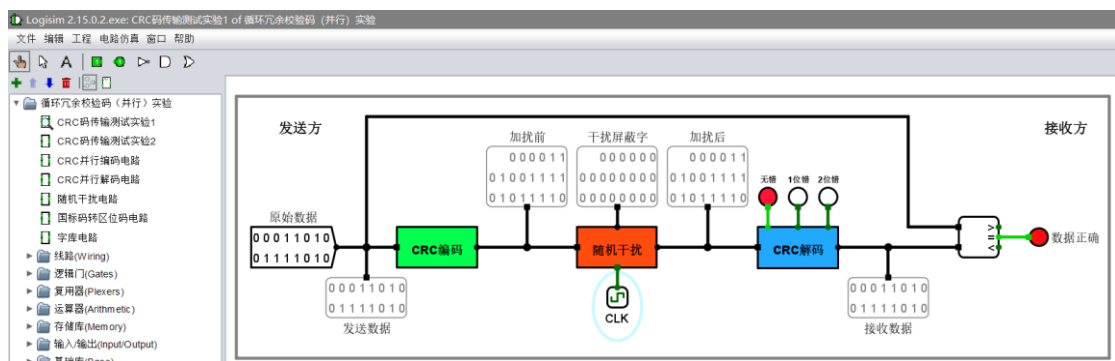 Logisim 2.15.0.2.exe: CRC码传输测试实验1 of 循环冗余校验码（并行）实验
文件 编辑 工程 电路仿真 窗口 帮助
A
循环冗余校验码（并行）实验
CRC码传输测试实验1
CRC码传输测试实验2
CRC并行编码电路
CRC并行解码电路
随机干扰电路
国标码转区位码电路
字库电路
线路(Wiring)
逻辑门(Gates)
复用器(Plexers)
运算器(Arithmetic)
存储库(Memory)
输入/输出(Input/Output)
发送方
接收方
加扰前 干扰屏蔽字 加扰后
000011
01001111
01011110
000000
00000000
00000000
000011
01001111
01011110
无错 1位错 2位错
原始数据
00011010
01111010
CRC编码
随机干扰
CRC解码
> = <
数据正确
00011010
01111010
发送数据
CLK
00011010
01111010
接收数据